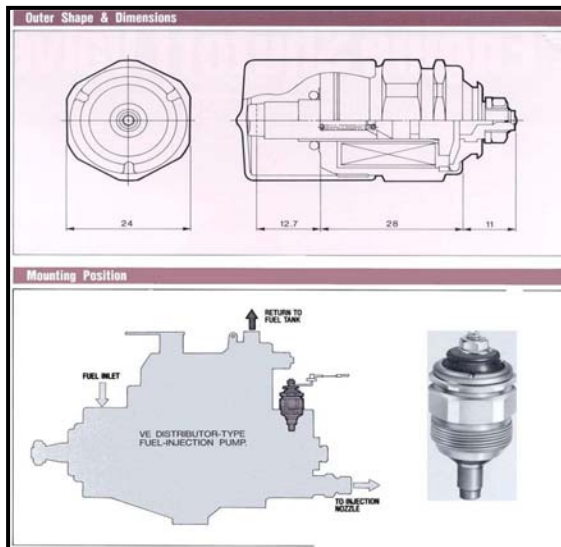 Outer Shape & Dimensions
24
12.7
28
11
Mounting Position
RETURN TO
FUEL TANK
FUEL INLET
VE DISTRIBUTOR-TYPE
FUEL-INJECTION PUMP.
TO INJECTION
NOZZLE